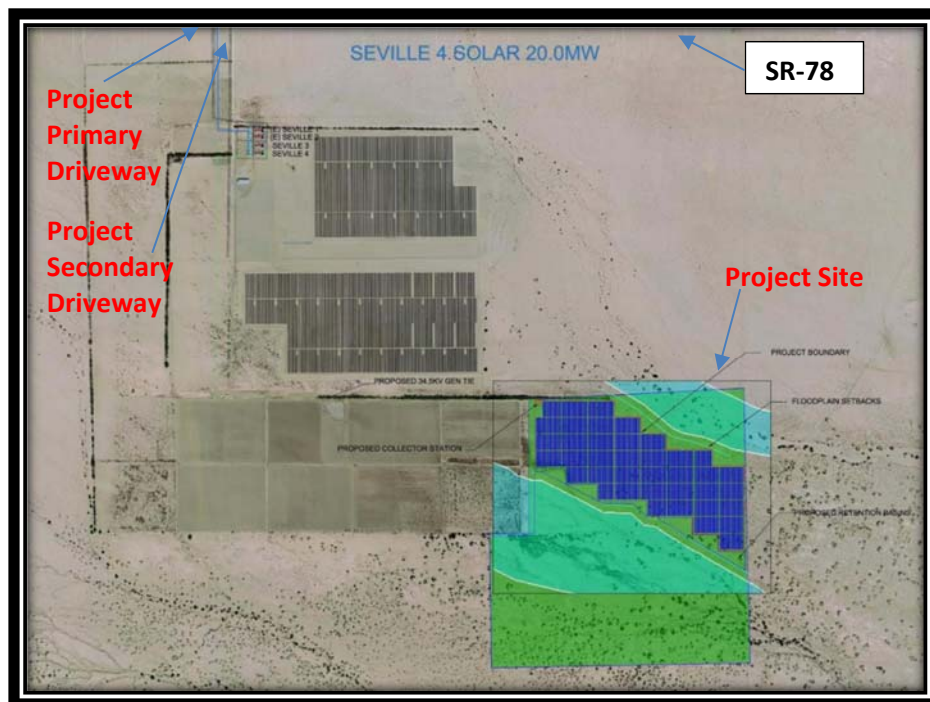 SEVILLE 4 SOLAR 20.0MW
SR-78
Project
Primary
Driveway
(E) SEVILLE
(E) SEVILLE
SEVILLE 3
SEVILLE 4
Project
Secondary
Driveway
Project Site
PROJECT BOUNDARY
PROPOSED 34.5KV GEN TIE
FLOODPLAIN SETBACKS
PROPOSED COLLECTOR STATION
PROPOSED RETENTION BASINS